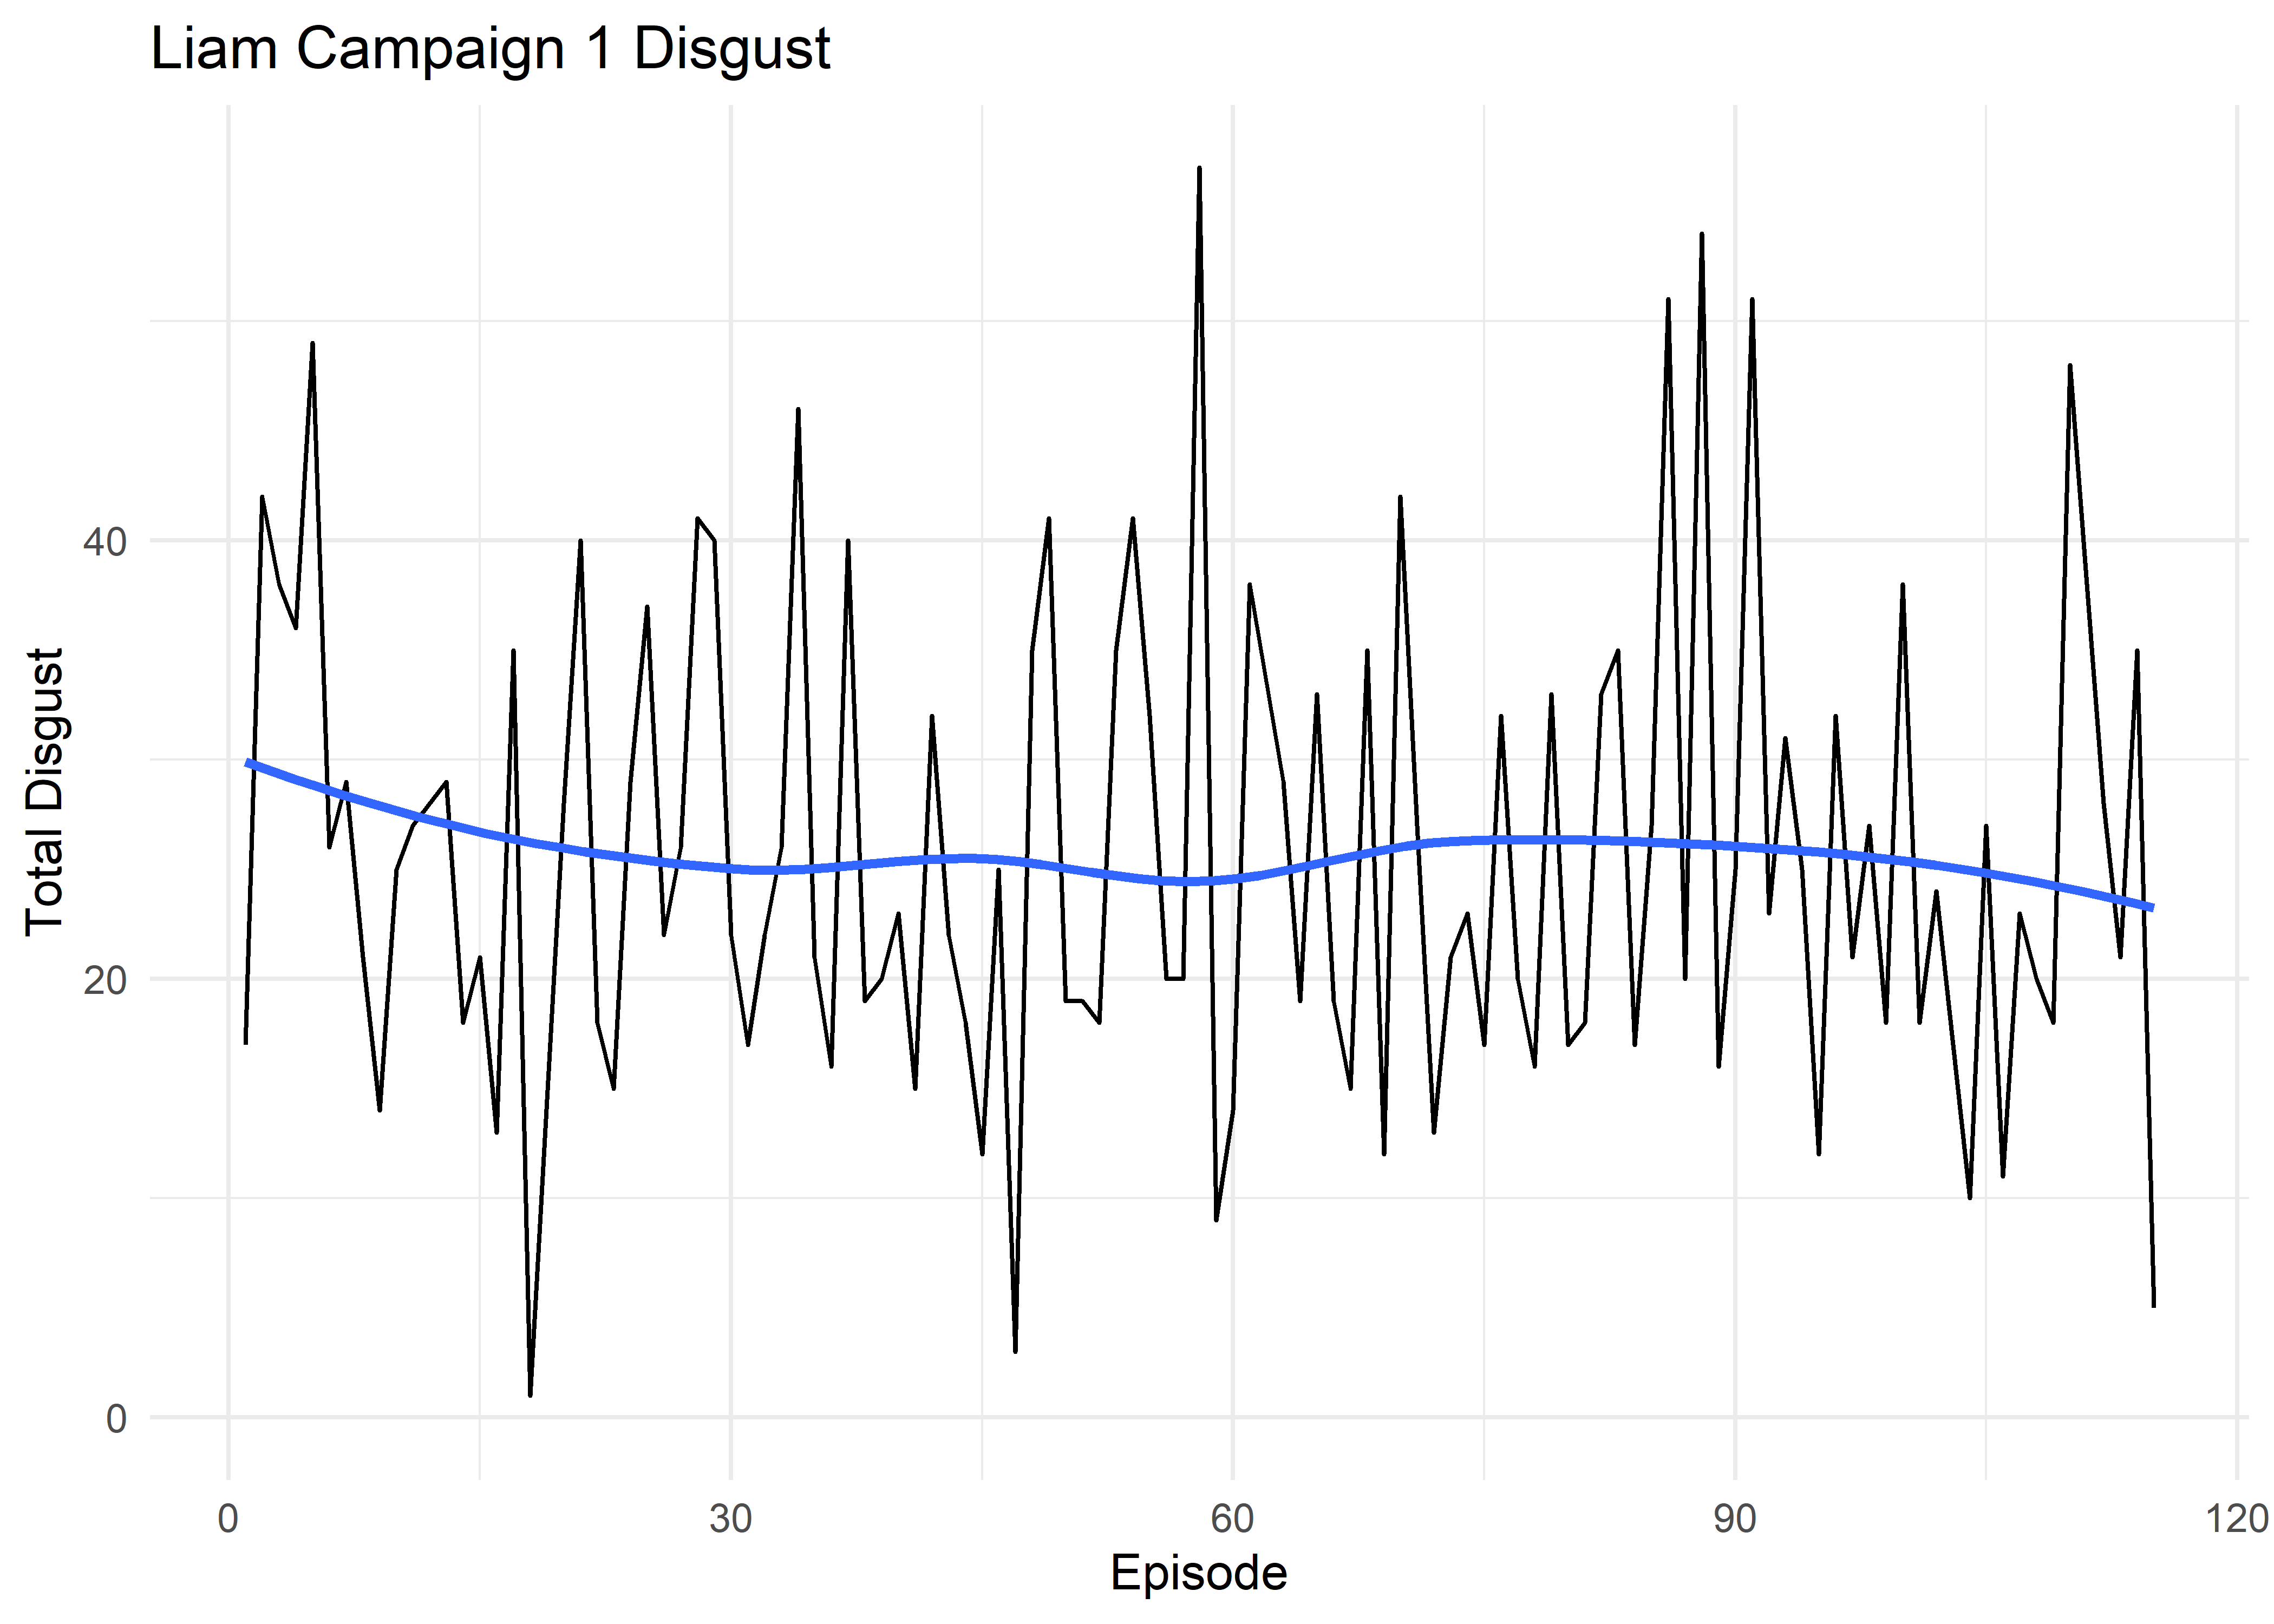 Liam Campaign 1 Disgust
Total Disgust
40
20
0
0 30 60 90 120
Episode